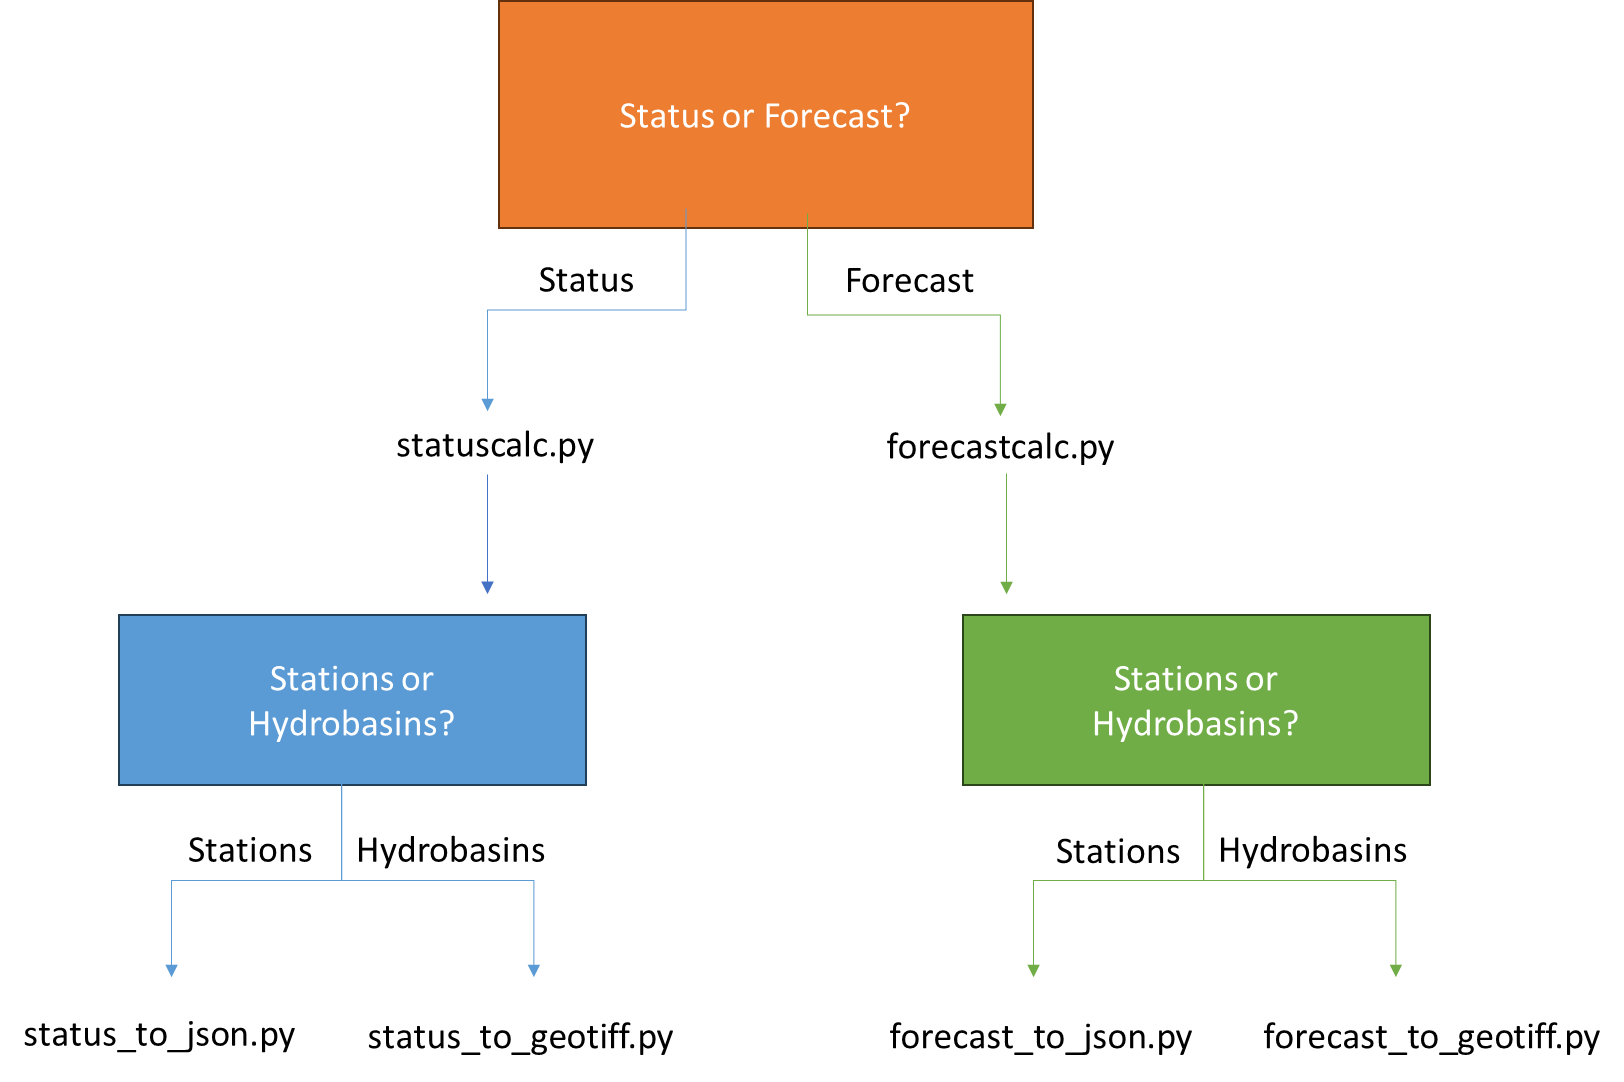 Status or Forecast?
Status
Forecast
statuscalc.py
forecastcalc.py
Stations or
Hydrobasins?
Stations or
Hydrobasins?
Stations
Hydrobasins
Stations
Hydrobasins
status_to_json.py
status_to_geotiff.py
forecast_to_json.py
forecast_to_geotiff.py